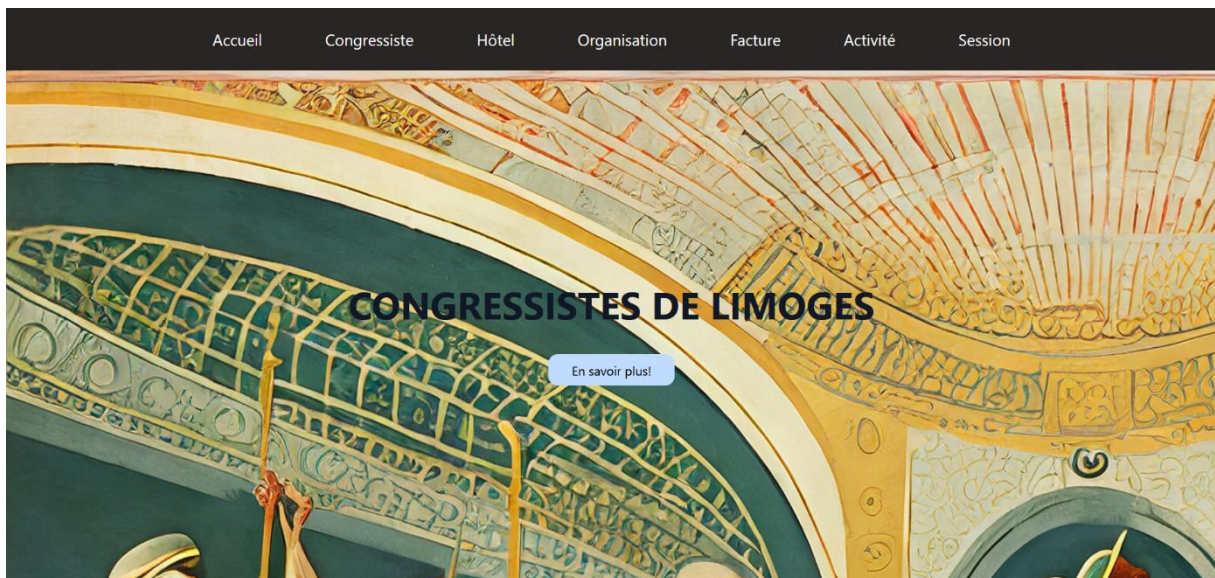 Accueil Congressiste Hôtel Organisation Facture Activité Session
CONGRESSISTES DE LIMOGES
En savoir plus!